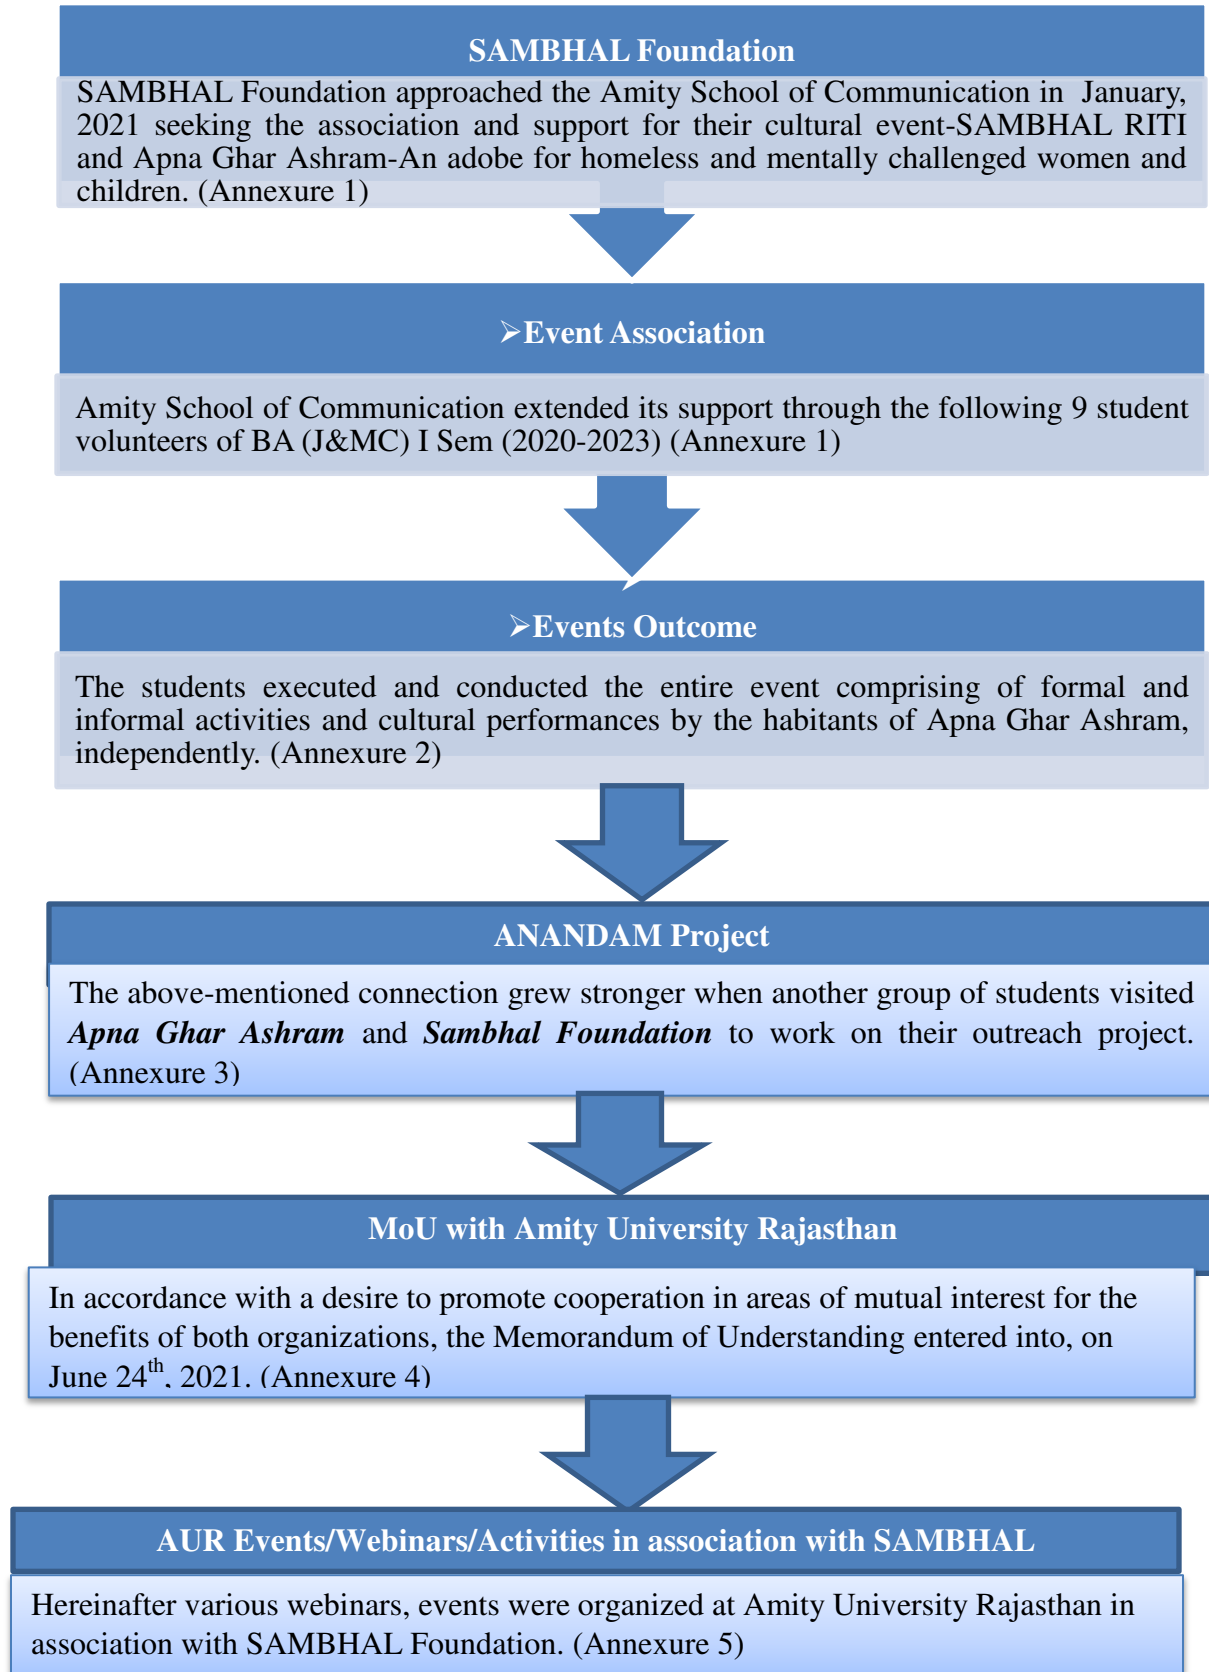 SAMBHAL Foundation
SAMBHAL Foundation approached the Amity School of Communication in January,
2021 seeking the association and support for their cultural event-SAMBHAL RITI
and Apna Ghar Ashram-An adobe for homeless and mentally challenged women and
children. (Annexure 1)
➢Event Association
Amity School of Communication extended its support through the following 9 student
volunteers of BA (J&MC) I Sem (2020-2023) (Annexure 1)
➢Events Outcome
The students executed and conducted the entire event comprising of formal and
informal activities and cultural performances by the habitants of Apna Ghar Ashram,
independently. (Annexure 2)
ANANDAM Project
The above-mentioned connection grew stronger when another group of students visited
Apna Ghar Ashram and Sambhal Foundation to work on their outreach project.
(Annexure 3)
MoU with Amity University Rajasthan
In accordance with a desire to promote cooperation in areas of mutual interest for the
benefits of both organizations, the Memorandum of Understanding entered into, on
June 24th, 2021. (Annexure 4)
AUR Events/Webinars/Activities in association with SAMBHAL
Hereinafter various webinars, events were organized at Amity University Rajasthan in
association with SAMBHAL Foundation. (Annexure 5)